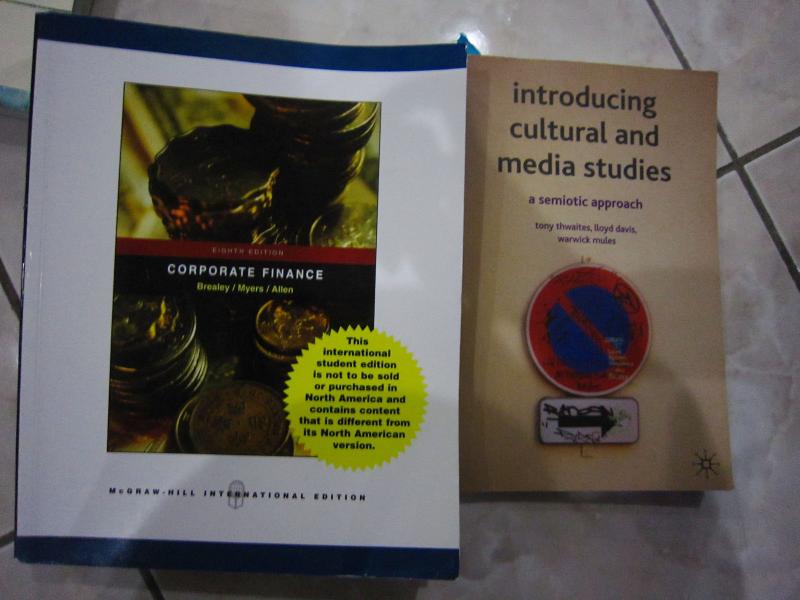 EIGHTH EDITION
CORPORATE FINANCE
Brealey / Myers / Allen
This
international
student edition
is not to be sold
or purchased in
North America and
contains content
that is different from
its North American
version.
McGRAW-HILL INTERNATIONAL EDITION
introducing
cultural and
media studies
a semiotic approach
tony thwaites, lloyd davis,
warwick mules